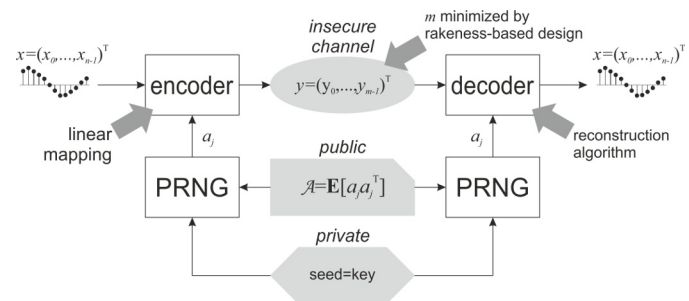 insecure
channel
m minimized by
rakeness-based design
x=(x₀,...,xₙ₋₁)ᵀ
encoder
y=(y₀,...,yₘ₋₁)ᵀ
decoder
x=(x₀,...,xₙ₋₁)ᵀ
linear
mapping
aⱼ
public
aⱼ
reconstruction
algorithm
PRNG
𝒜=E[aⱼaⱼᵀ]
PRNG
private
seed=key